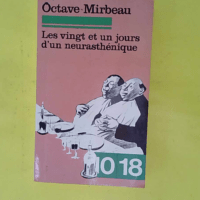 Octave Mirbeau
Les vingt et un jours
d'un neurasthénique
10 18